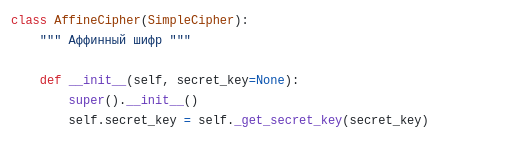 class AffineCipher(SimpleCipher):
    """ Аффинный шифр """
    def __init__(self, secret_key=None):
        super().__init__()
        self.secret_key = self._get_secret_key(secret_key)